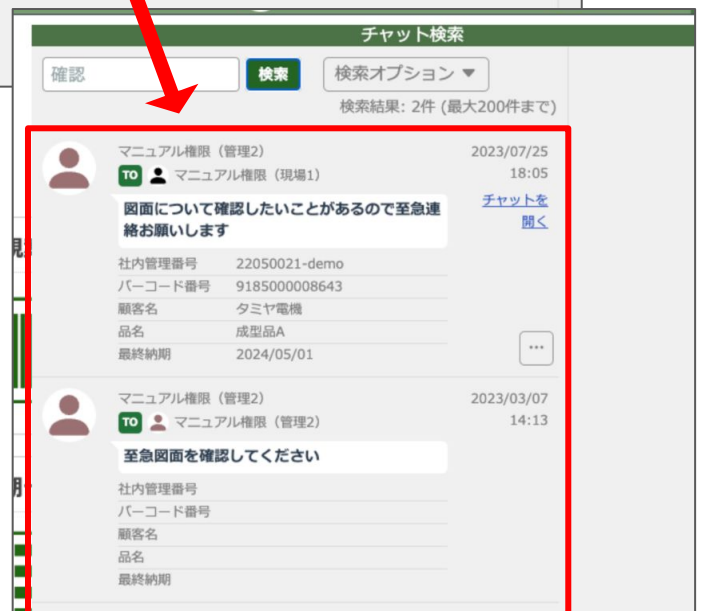 チャット検索
確認 検索 検索オプション ▼
検索結果: 2件 (最大200件まで)
マニュアル権限（管理2） 2023/07/25
TO マニュアル権限（現場1） 18:05
図面について確認したいことがあるので至急連
絡お願いします
チャットを
開く
社内管理番号 22050021-demo
バーコード番号 9185000008643
顧客名 タミヤ電機
品名 成型品A
最終納期 2024/05/01
...
マニュアル権限（管理2） 2023/03/07
TO マニュアル権限（管理2） 14:13
至急図面を確認してください
社内管理番号
バーコード番号
顧客名
品名
最終納期